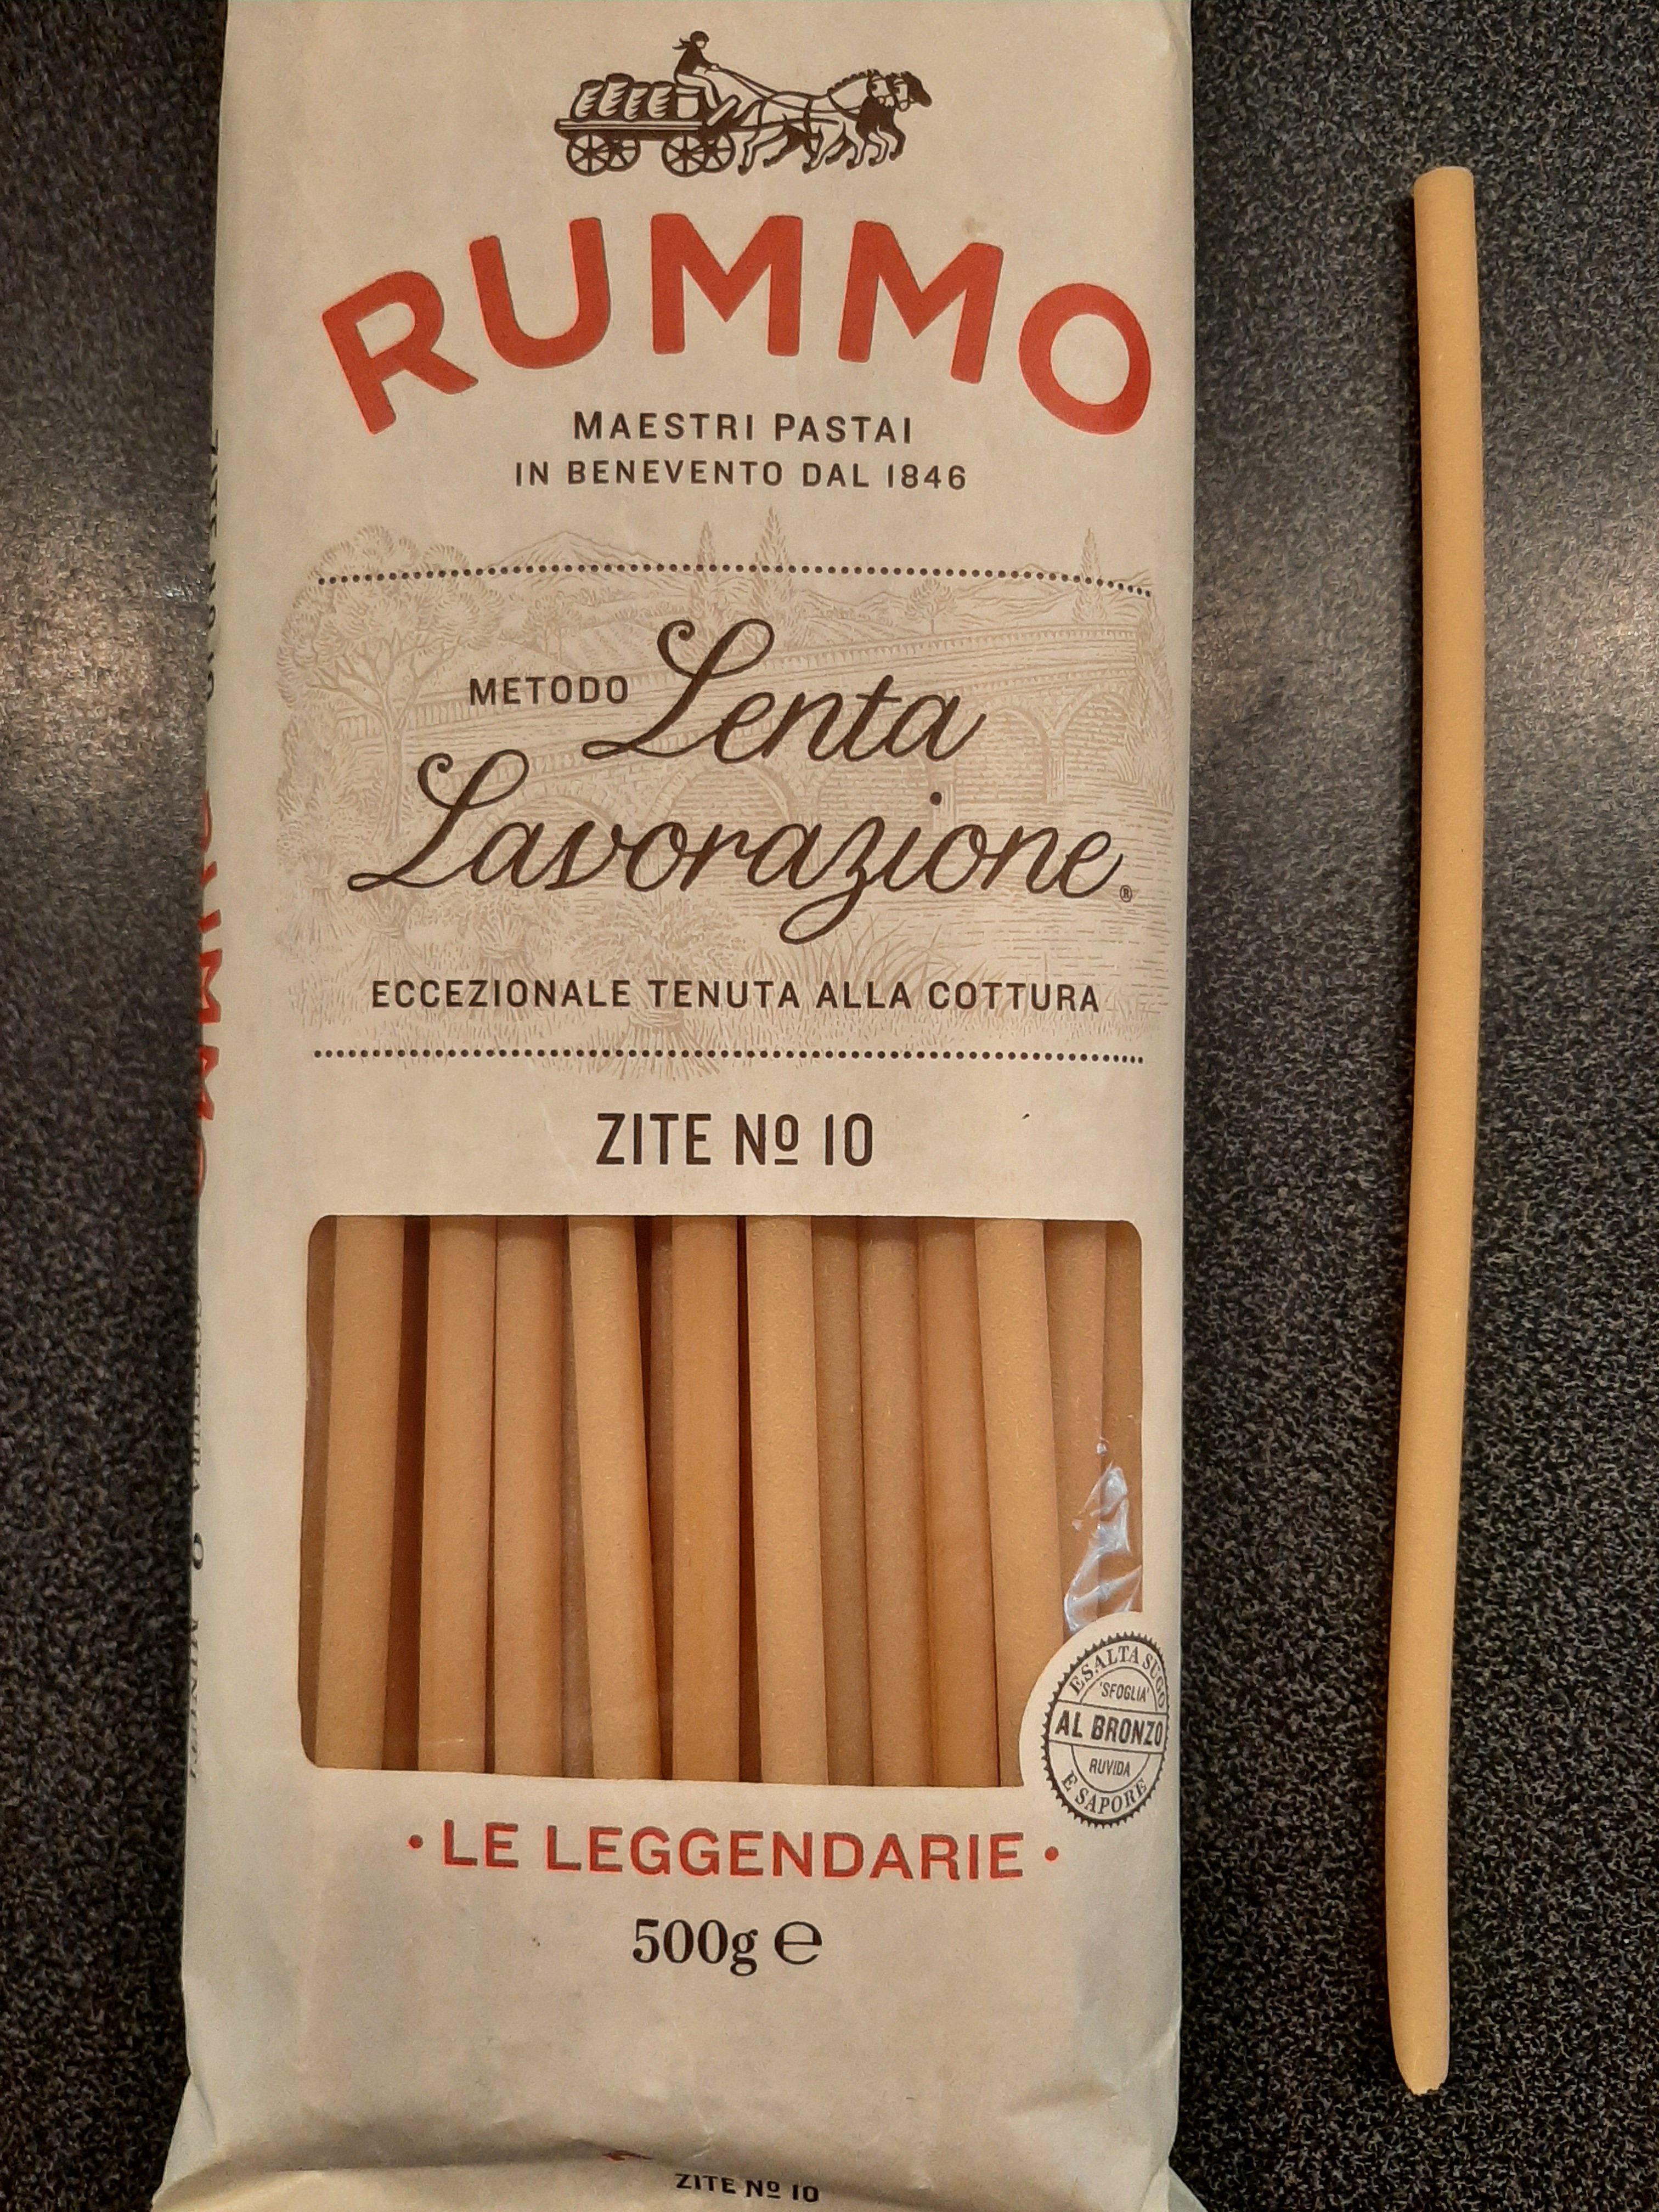 RUMMO
MAESTRI PASTAI
IN BENEVENTO DAL 1846
METODO Lenta
Lavorazione®
ECCEZIONALE TENUTA ALLA COTTURA
ZITE Nº 10
ESALTA SUGO
'SFOGLIA'
AL BRONZO
RUVIDA
E SAPORE
• LE LEGGENDARIE •
500g ℮
ZITE Nº 10
RUMMO